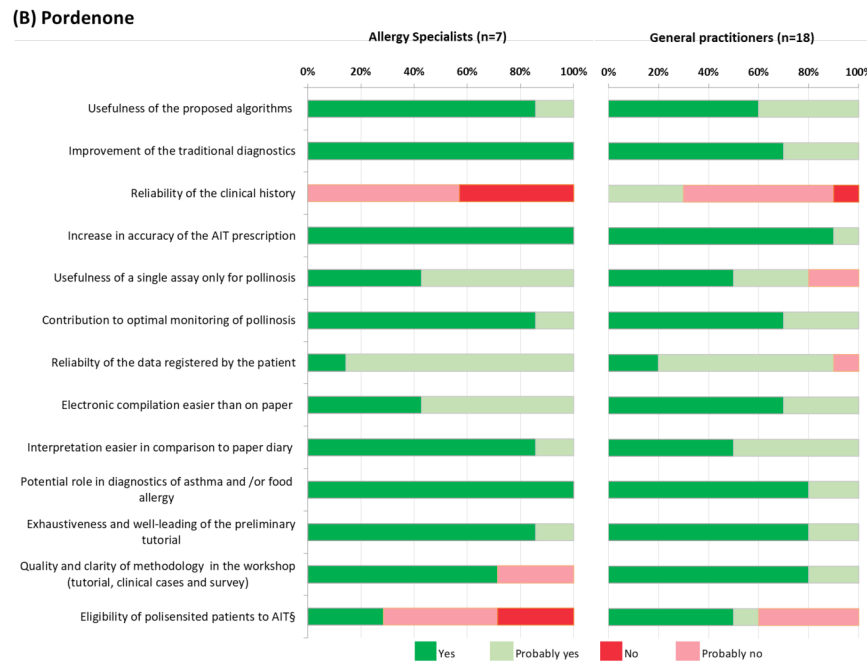 (B) Pordenone
Allergy Specialists (n=7)
General practitioners (n=18)
0% 20% 40% 60% 80% 100%
0% 20% 40% 60% 80% 100%
Usefulness of the proposed algorithms
Improvement of the traditional diagnostics
Reliability of the clinical history
Increase in accuracy of the AIT prescription
Usefulness of a single assay only for pollinosis
Contribution to optimal monitoring of pollinosis
Reliabilty of the data registered by the patient
Electronic compilation easier than on paper
Interpretation easier in comparison to paper diary
Potential role in diagnostics of asthma and /or food
allergy
Exhaustiveness and well-leading of the preliminary
tutorial
Quality and clarity of methodology in the workshop
(tutorial, clinical cases and survey)
Eligibility of polisensited patients to AIT§
Yes
Probably yes
No
Probably no